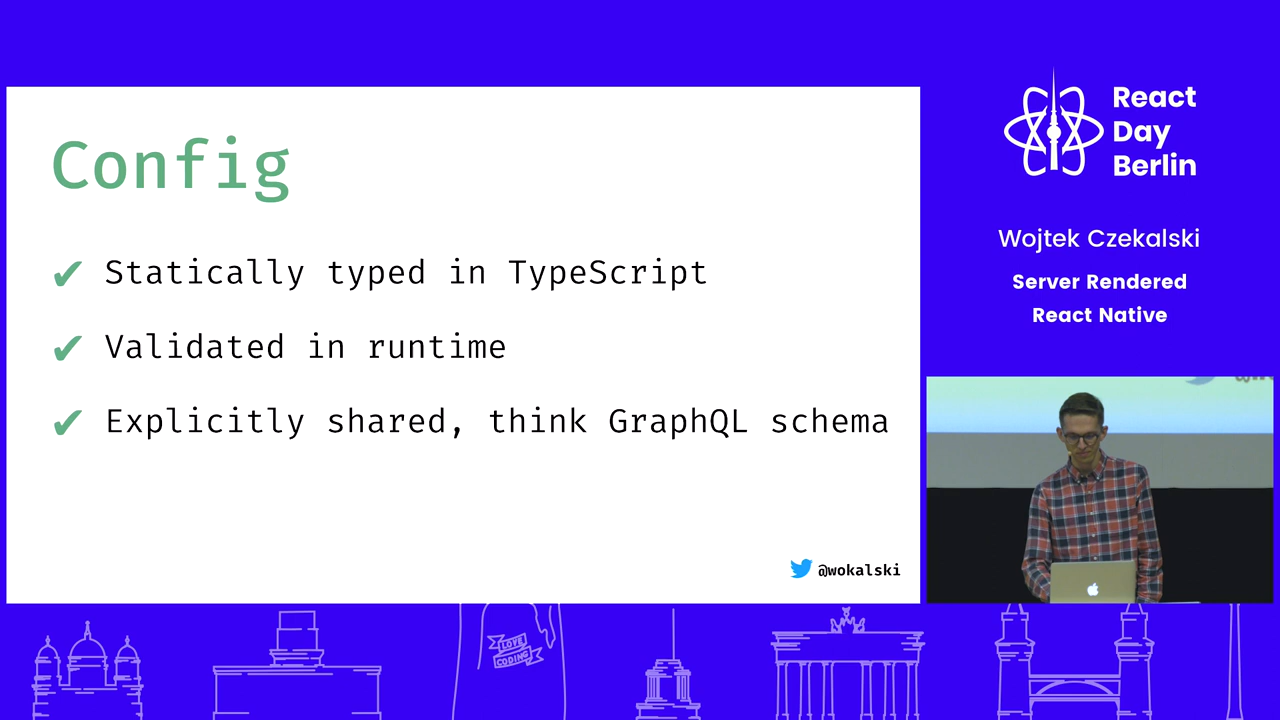 Config
✔ Statically typed in TypeScript
✔ Validated in runtime
✔ Explicitly shared, think GraphQL schema
@wokalski
React
Day
Berlin
Wojtek Czekalski
Server Rendered
React Native
LOVE
CODING